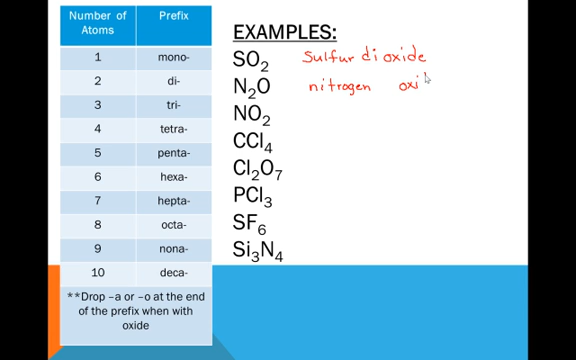 Number of Atoms Prefix
1 mono-
2 di-
3 tri-
4 tetra-
5 penta-
6 hexa-
7 hepta-
8 octa-
9 nona-
10 deca-
**Drop –a or –o at the end
of the prefix when with
oxide
EXAMPLES:
SO₂ Sulfur dioxide
N₂O nitrogen oxi
NO₂
CCl₄
Cl₂O₇
PCl₃
SF₆
Si₃N₄